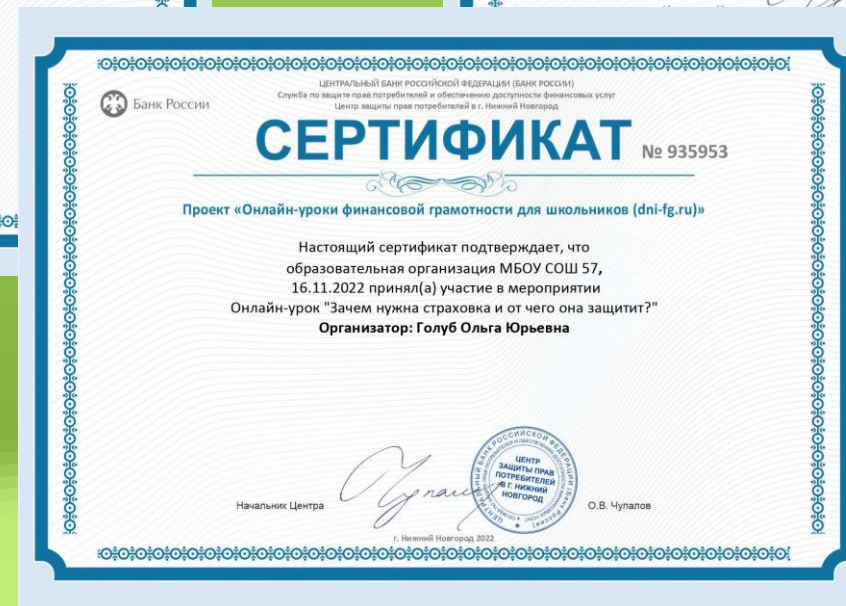 ЦЕНТРАЛЬНЫЙ БАНК РОССИЙСКОЙ ФЕДЕРАЦИИ (БАНК РОССИИ)
Служба по защите прав потребителей и обеспечению доступности финансовых услуг
Центр защиты прав потребителей в г. Нижний Новгород
Банк России
СЕРТИФИКАТ № 935953
Проект «Онлайн-уроки финансовой грамотности для школьников (dni-fg.ru)»
Настоящий сертификат подтверждает, что
образовательная организация МБОУ СОШ 57,
16.11.2022 принял(а) участие в мероприятии
Онлайн-урок "Зачем нужна страховка и от чего она защитит?"
Организатор: Голуб Ольга Юрьевна
ЦЕНТР
ЗАЩИТЫ ПРАВ
ПОТРЕБИТЕЛЕЙ
В Г. НИЖНИЙ
НОВГОРОД
Начальник Центра
О.В. Чупалов
г. Нижний Новгород 2022